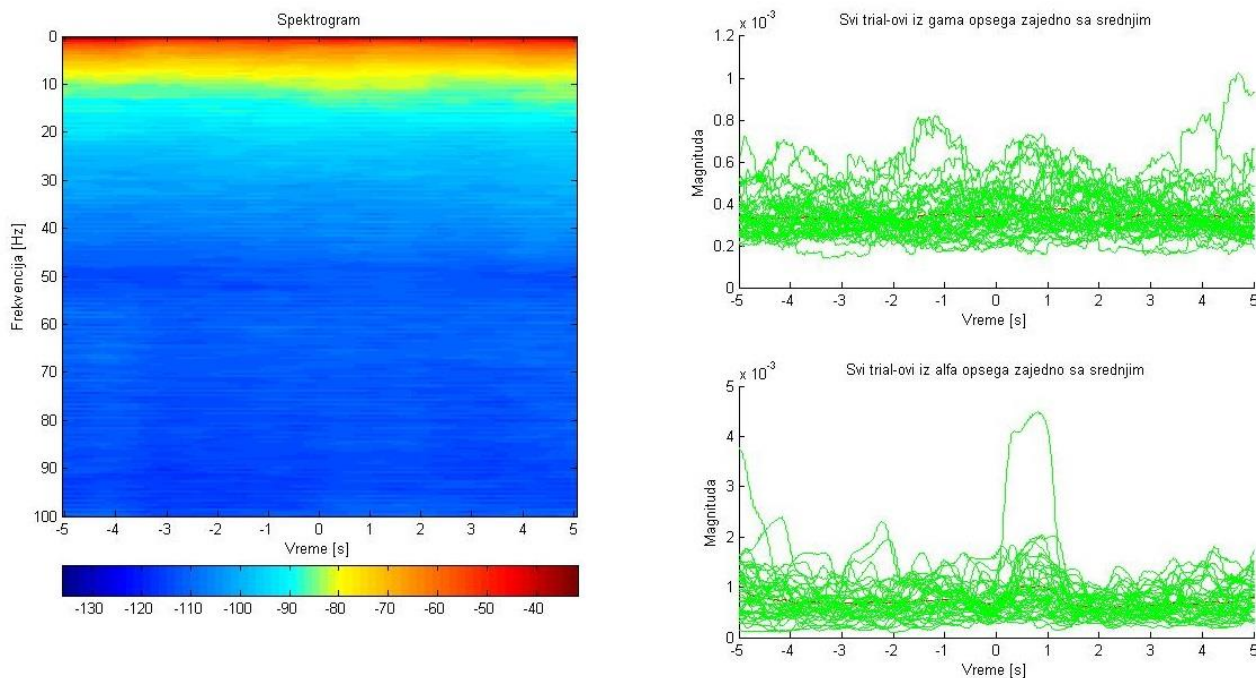 Spektrogram
0
10
20
30
40
50
60
70
80
90
100
Frekvencija [Hz]
-5 -4 -3 -2 -1 0 1 2 3 4 5
Vreme [s]
-130 -120 -110 -100 -90 -80 -70 -60 -50 -40
Svi trial-ovi iz gama opsega zajedno sa srednjim
x 10^-3
1.2
1
0.8
0.6
0.4
0.2
0
Magnituda
-5 -4 -3 -2 -1 0 1 2 3 4 5
Vreme [s]
Svi trial-ovi iz alfa opsega zajedno sa srednjim
x 10^-3
5
4
3
2
1
0
Magnituda
-5 -4 -3 -2 -1 0 1 2 3 4 5
Vreme [s]